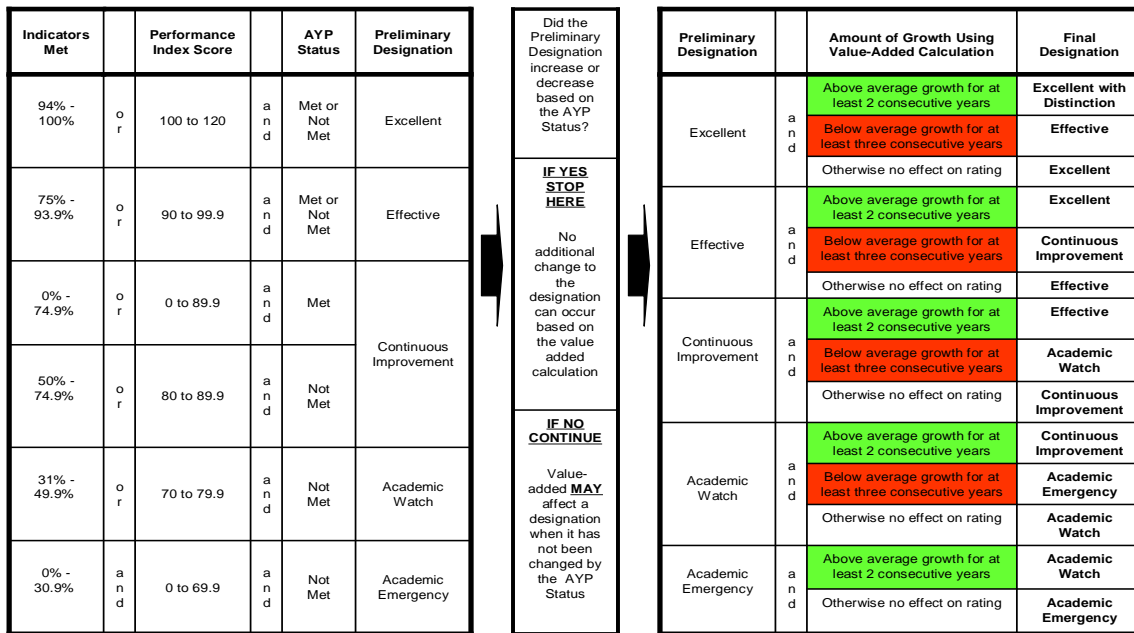 Indicators
Met
Performance
Index Score
AYP
Status
Preliminary
Designation
94% -
100%
o
r
100 to 120
a
n
d
Met or
Not
Met
Excellent
75% -
93.9%
o
r
90 to 99.9
a
n
d
Met or
Not
Met
Effective
0% -
74.9%
o
r
0 to 89.9
a
n
d
Met
Continuous
Improvement
50% -
74.9%
o
r
80 to 89.9
a
n
d
Not
Met
31% -
49.9%
o
r
70 to 79.9
a
n
d
Not
Met
Academic
Watch
0% -
30.9%
a
n
d
0 to 69.9
a
n
d
Not
Met
Academic
Emergency
Did the
Preliminary
Designation
increase or
decrease
based on
the AYP
Status?
IF YES
STOP
HERE
No
additional
change to
the
designation
can occur
based on
the value
added
calculation
IF NO
CONTINUE
Value-
added MAY
affect a
designation
when it has
not been
changed by
the AYP
Status
Preliminary
Designation
Amount of Growth Using
Value-Added Calculation
Final
Designation
Excellent
a
n
d
Above average growth for at
least 2 consecutive years
Excellent with
Distinction
Below average growth for at
least three consecutive years
Effective
Otherwise no effect on rating
Excellent
Effective
a
n
d
Above average growth for at
least 2 consecutive years
Excellent
Below average growth for at
least three consecutive years
Continuous
Improvement
Otherwise no effect on rating
Effective
Continuous
Improvement
a
n
d
Above average growth for at
least 2 consecutive years
Effective
Below average growth for at
least three consecutive years
Academic
Watch
Otherwise no effect on rating
Continuous
Improvement
Academic
Watch
a
n
d
Above average growth for at
least 2 consecutive years
Continuous
Improvement
Below average growth for at
least three consecutive years
Academic
Emergency
Otherwise no effect on rating
Academic
Watch
Academic
Emergency
a
n
d
Above average growth for at
least 2 consecutive years
Academic
Watch
Otherwise no effect on rating
Academic
Emergency